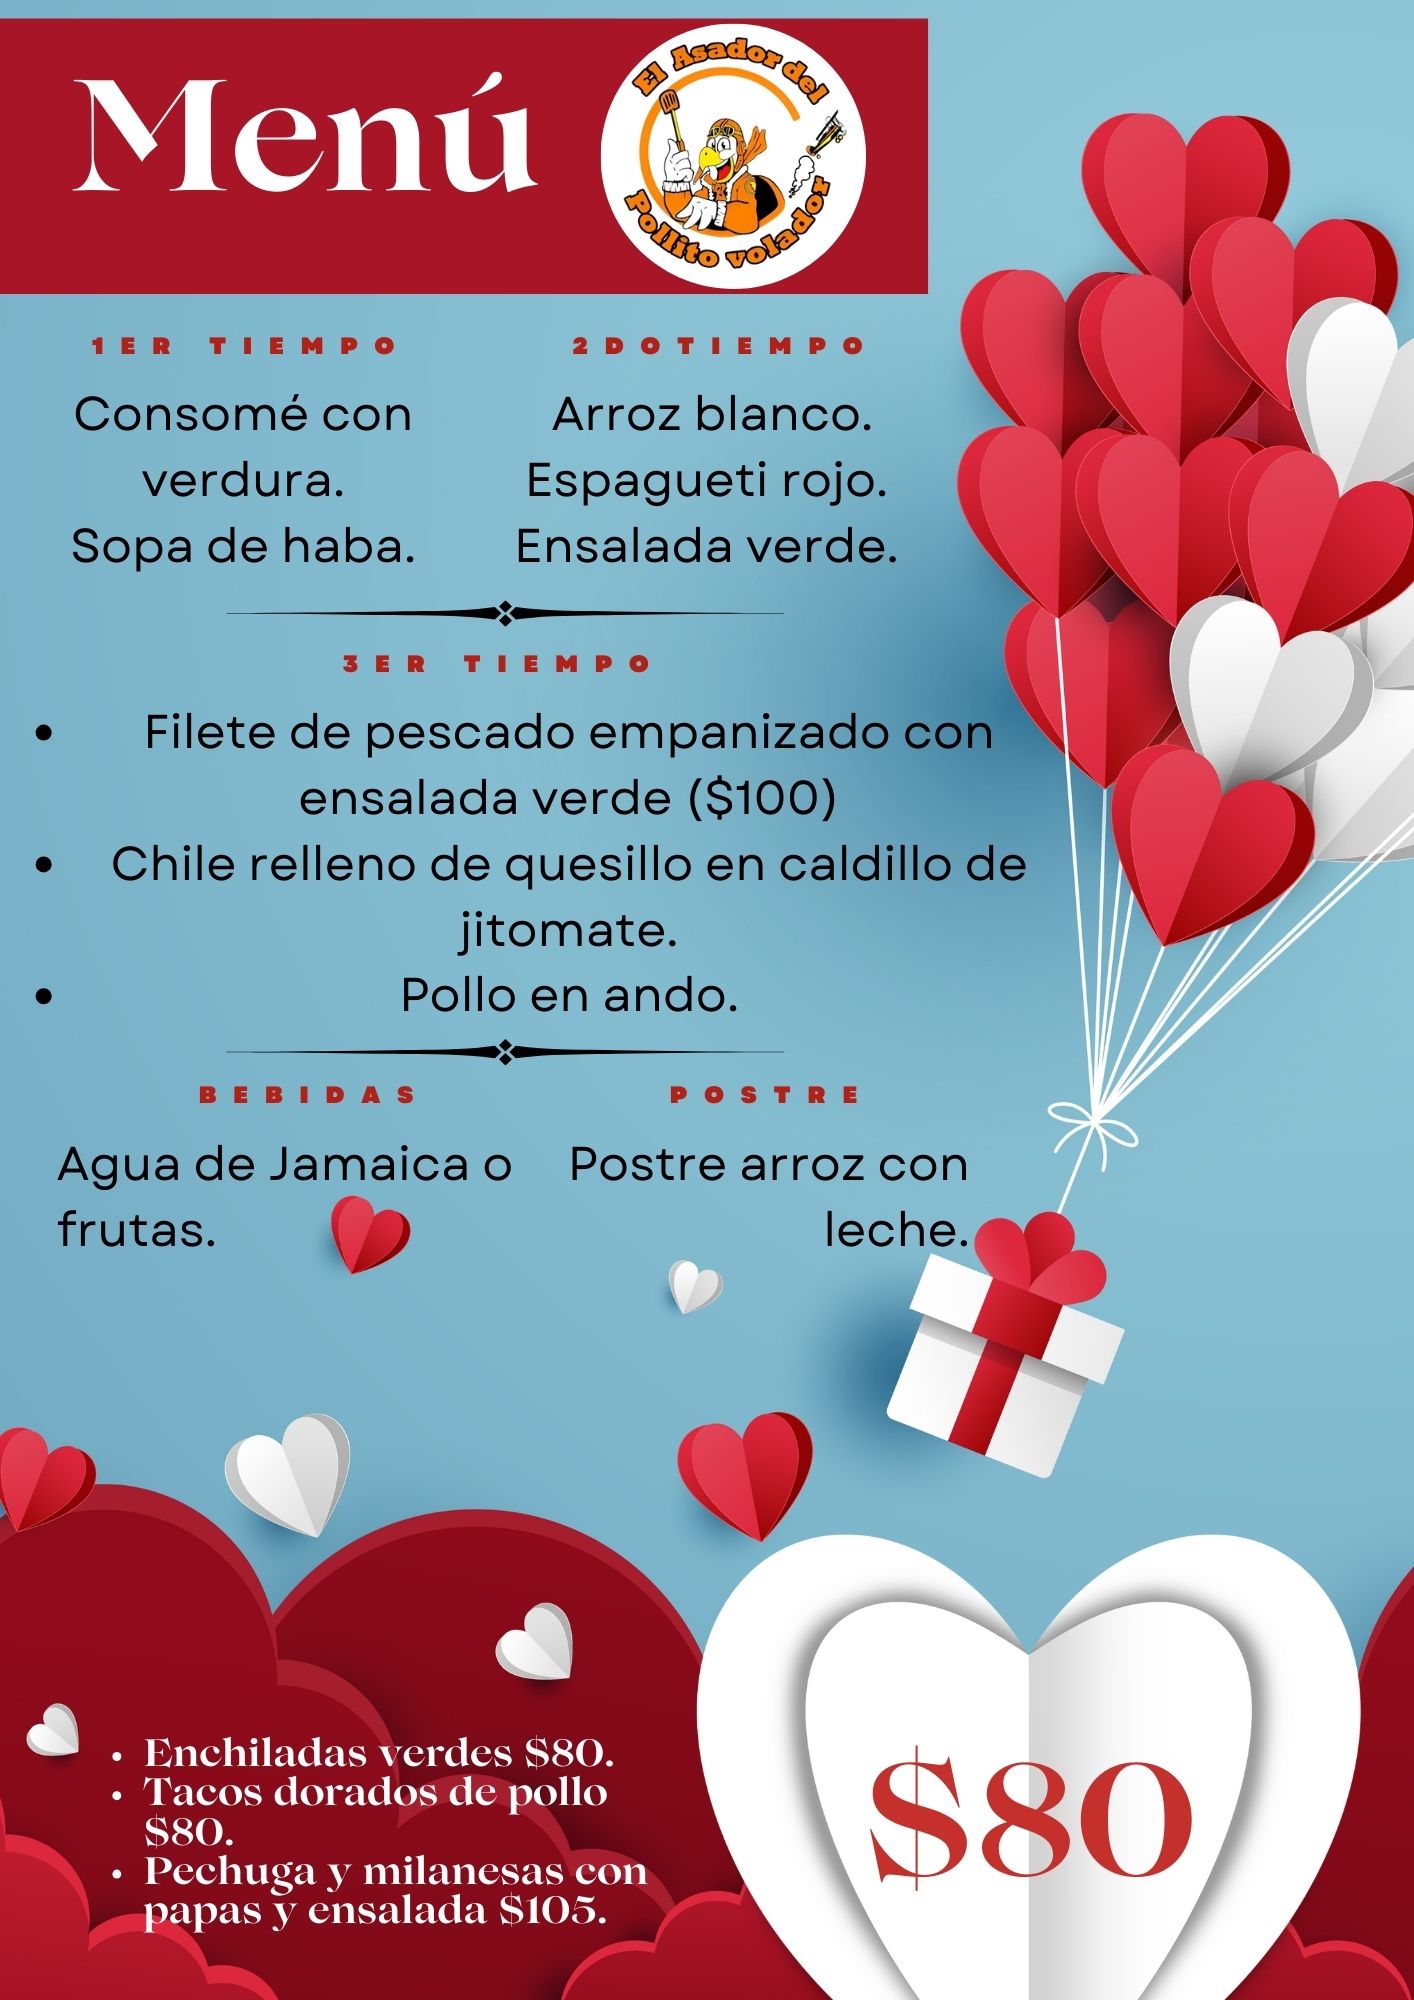 Menú
El Asador del
Pollito volador
1ER TIEMPO
Consomé con
verdura.
Sopa de haba.
2DOTIEMPO
Arroz blanco.
Espagueti rojo.
Ensalada verde.
3ER TIEMPO
• Filete de pescado empanizado con
ensalada verde ($100)
• Chile relleno de quesillo en caldillo de
jitomate.
• Pollo en ando.
BEBIDAS
Agua de Jamaica o
frutas.
POSTRE
Postre arroz con
leche.
• Enchiladas verdes $80.
• Tacos dorados de pollo
$80.
• Pechuga y milanesas con
papas y ensalada $105.
$80